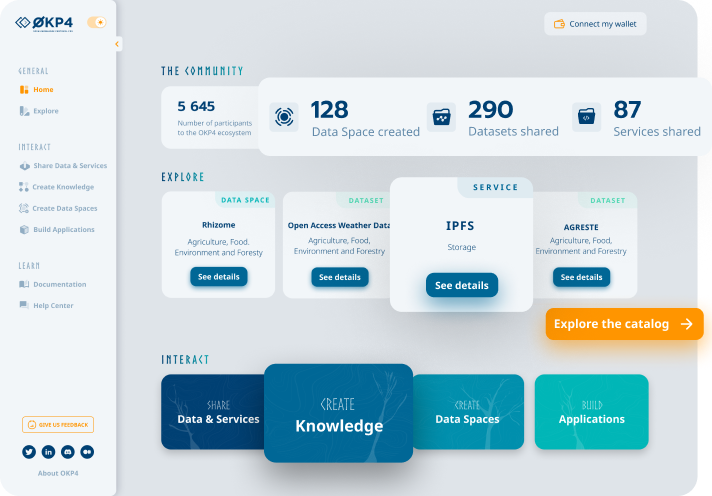 OKP4
Connect my wallet
GENERAL
Home
Explore
INTERACT
Share Data & Services
Create Knowledge
Create Data Spaces
Build Applications
LEARN
Documentation
Help Center
GIVE US FEEDBACK
About OKP4
THE COMMUNITY
5 645
Number of participants
to the OKP4 ecosystem
128
Data Space created
290
Datasets shared
87
Services shared
EXPLORE
DATA SPACE
Rhizome
Agriculture, Food,
Environment and Foresty
See details
DATASET
Open Access Weather Data
Agriculture, Food,
Environment and Forestry
See details
SERVICE
IPFS
Storage
See details
DATASET
AGRESTE
Agriculture, Food,
Environment and Forestry
See details
Explore the catalog
INTERACT
SHARE
Data & Services
CREATE
Knowledge
CREATE
Data Spaces
BUILD
Applications